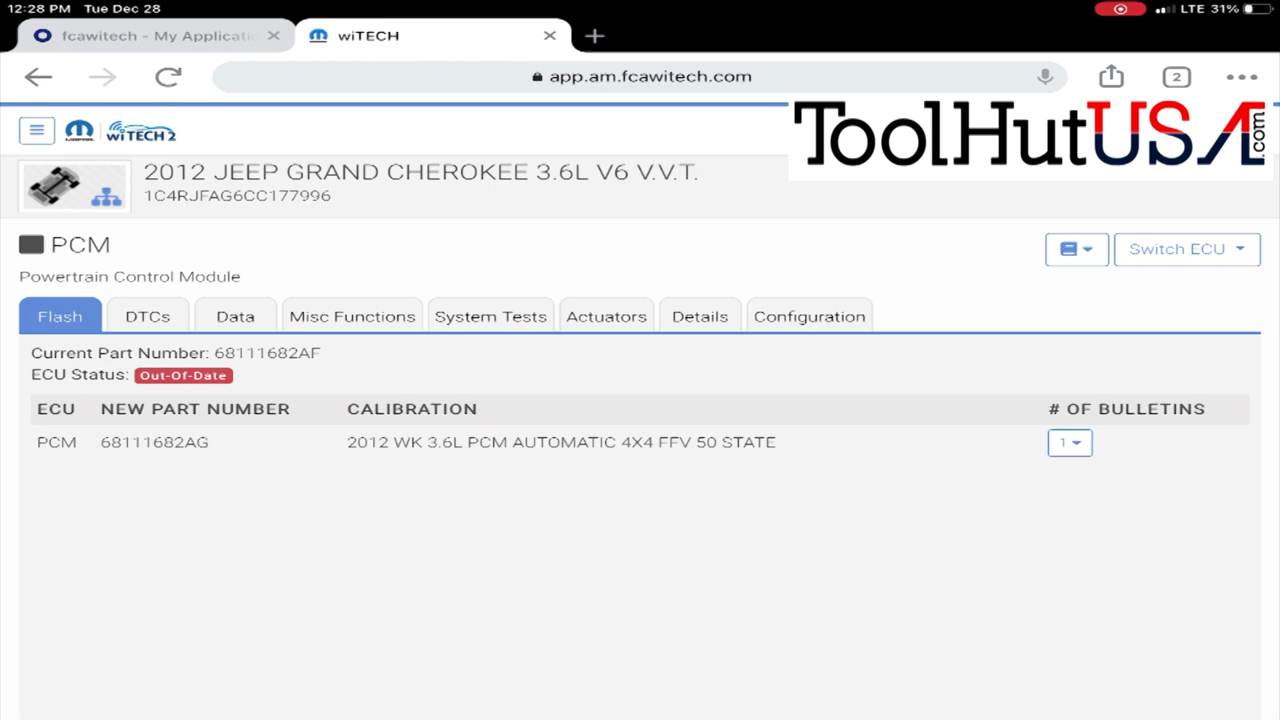 12:28 PM Tue Dec 28
LTE 31%
fcawitech - My Applicati
wiTECH
app.am.fcawitech.com
2
wiTECH 2
ToolHutUSA.com
2012 JEEP GRAND CHEROKEE 3.6L V6 V.V.T.
1C4RJFAG6CC177996
PCM
Switch ECU
Powertrain Control Module
Flash DTCs Data Misc Functions System Tests Actuators Details Configuration
Current Part Number: 68111682AF
ECU Status: Out-Of-Date
ECU NEW PART NUMBER CALIBRATION # OF BULLETINS
PCM 68111682AG 2012 WK 3.6L PCM AUTOMATIC 4X4 FFV 50 STATE 1